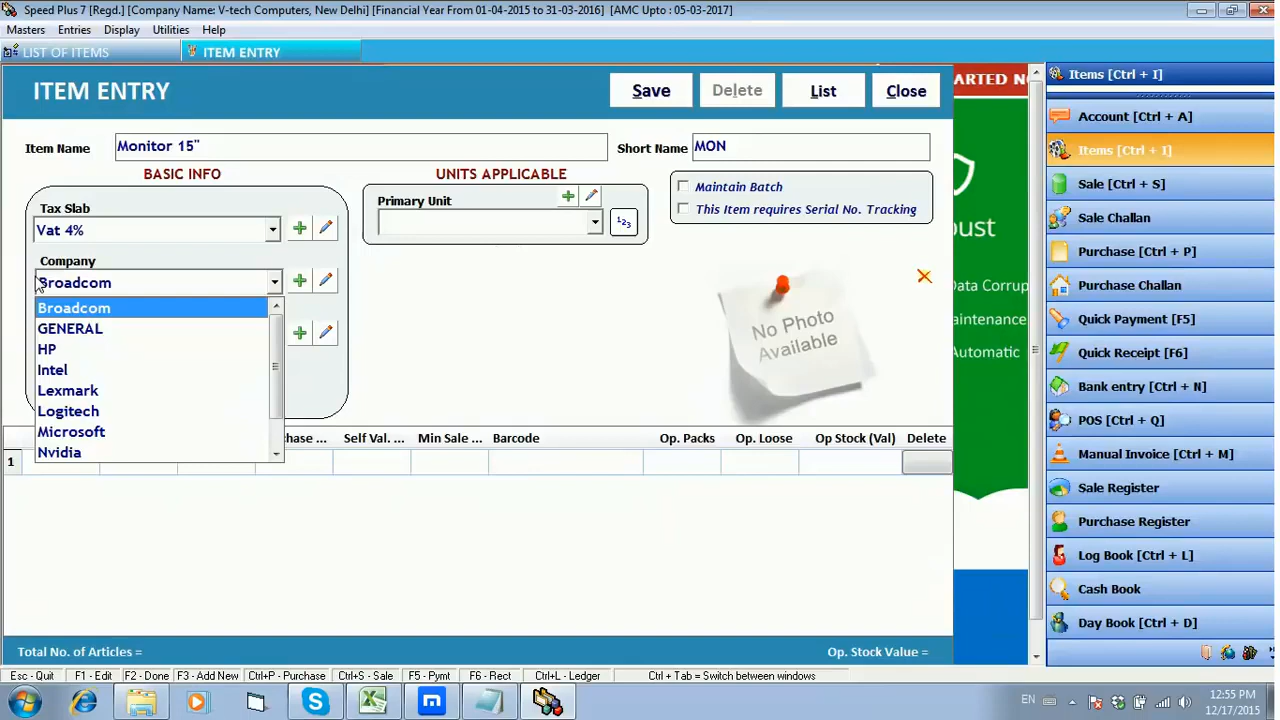 Speed Plus 7 [Regd.] [Company Name: V-tech Computers, New Delhi] [Financial Year From 01-04-2015 to 31-03-2016] [AMC Upto : 05-03-2017]
Masters Entries Display Utilities Help
LIST OF ITEMS ITEM ENTRY
ITEM ENTRY
Save Delete List Close
Item Name Monitor 15" Short Name MON
BASIC INFO UNITS APPLICABLE
Tax Slab
Vat 4%
Company
Broadcom
Broadcom
GENERAL
HP
Intel
Lexmark
Logitech
Microsoft
Nvidia
Primary Unit
123
Maintain Batch
This Item requires Serial No. Tracking
No Photo
Available
Self Val. ... Min Sale ... Barcode Op. Packs Op. Loose Op Stock (Val) Delete
1
Total No. of Articles = Op. Stock Value =
ARTED
Data Corrup
aintenance
Automatic
Items [Ctrl + I]
Account [Ctrl + A]
Items [Ctrl + I]
Sale [Ctrl + S]
Sale Challan
Purchase [Ctrl + P]
Purchase Challan
Quick Payment [F5]
Quick Receipt [F6]
Bank entry [Ctrl + N]
POS [Ctrl + Q]
Manual Invoice [Ctrl + M]
Sale Register
Purchase Register
Log Book [Ctrl + L]
Cash Book
Day Book [Ctrl + D]
Esc - Quit F1 - Edit F2 - Done F3 - Add New Ctrl+P - Purchase Ctrl+S - Sale F5 - Pymt F6 - Rect Ctrl+L - Ledger Ctrl + Tab = Switch between windows
EN 12:55 PM
12/17/2015